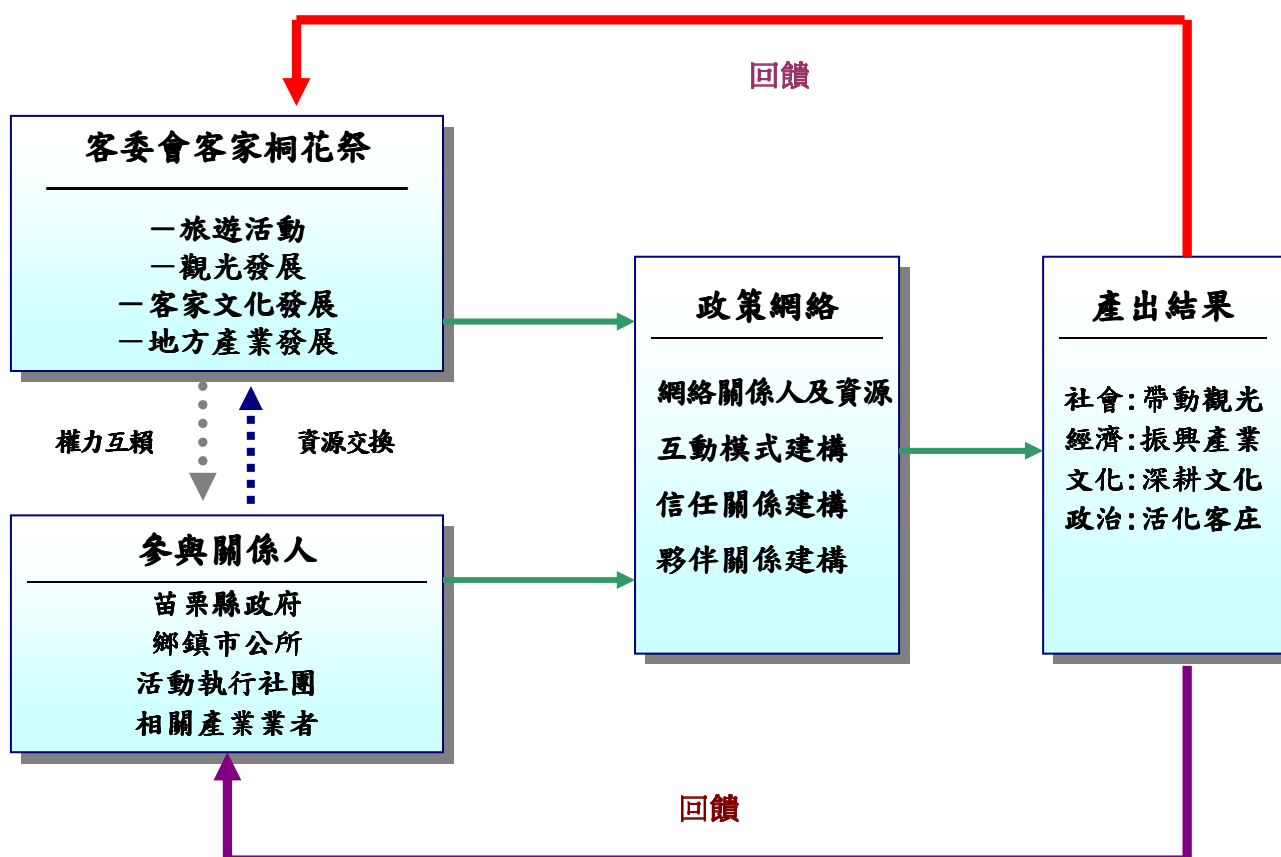 回饋
客委會客家桐花祭
－旅遊活動
－觀光發展
－客家文化發展
－地方產業發展
權力互賴
資源交換
參與關係人
苗栗縣政府
鄉鎮市公所
活動執行社團
相關產業業者
政策網絡
網絡關係人及資源
互動模式建構
信任關係建構
夥伴關係建構
產出結果
社會:帶動觀光
經濟:振興產業
文化:深耕文化
政治:活化客庄
回饋